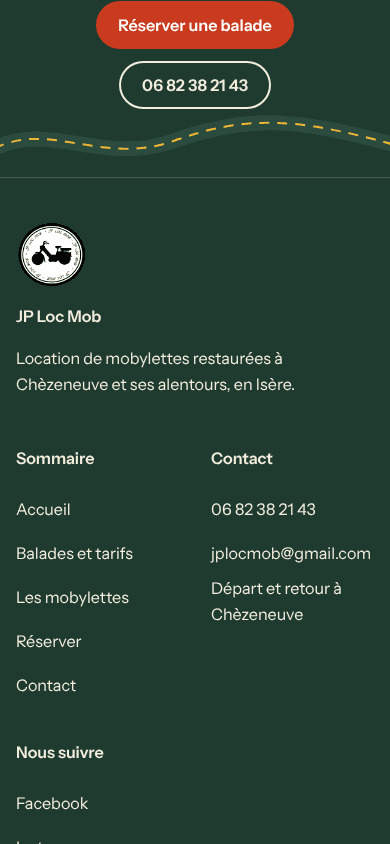 Réserver une balade
06 82 38 21 43
JP Loc Mob
Location de mobylettes restaurées à
Chèzeneuve et ses alentours, en Isère.
Sommaire
Accueil
Balades et tarifs
Les mobylettes
Réserver
Contact
Contact
06 82 38 21 43
jplocmob@gmail.com
Départ et retour à
Chèzeneuve
Nous suivre
Facebook